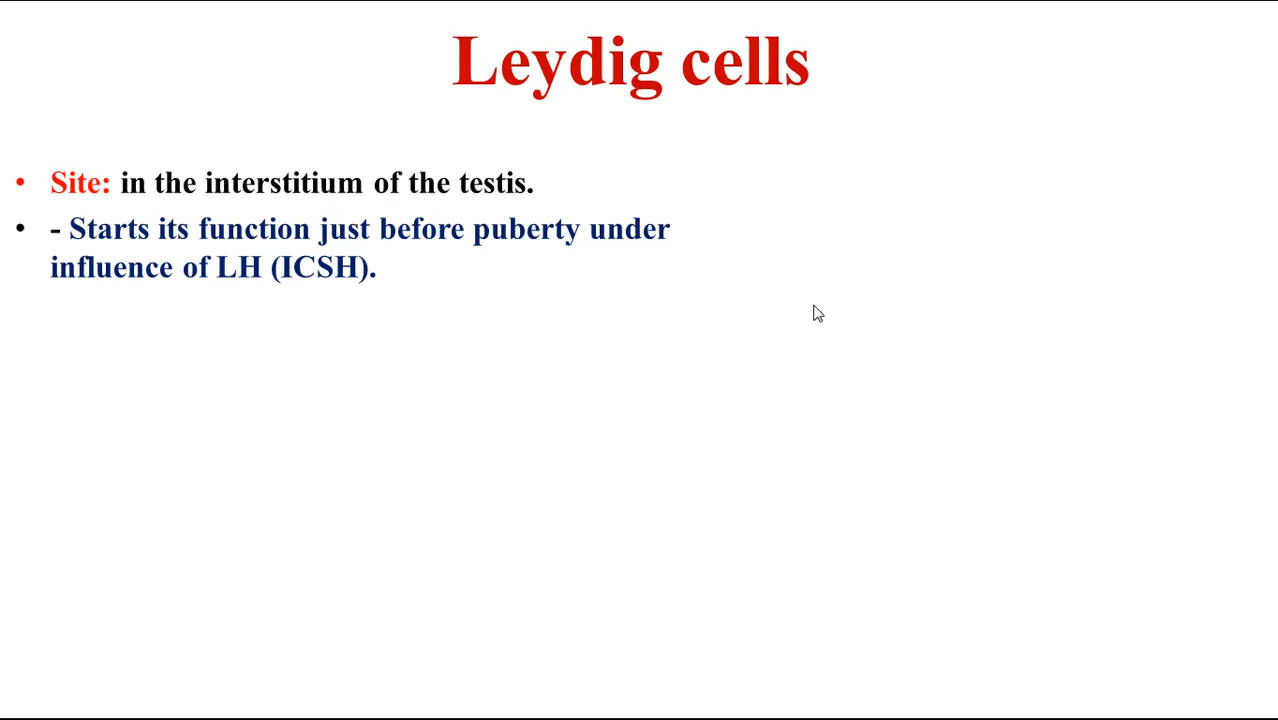 Leydig cells
• Site: in the interstitium of the testis.
• - Starts its function just before puberty under
influence of LH (ICSH).